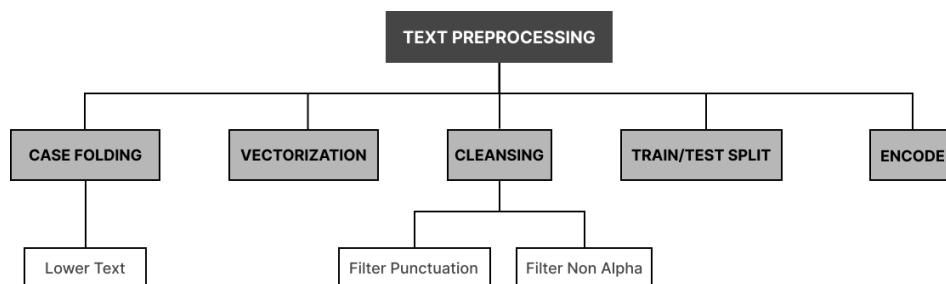 TEXT PREPROCESSING
CASE FOLDING
VECTORIZATION
CLEANSING
TRAIN/TEST SPLIT
ENCODE
Lower Text
Filter Punctuation
Filter Non Alpha